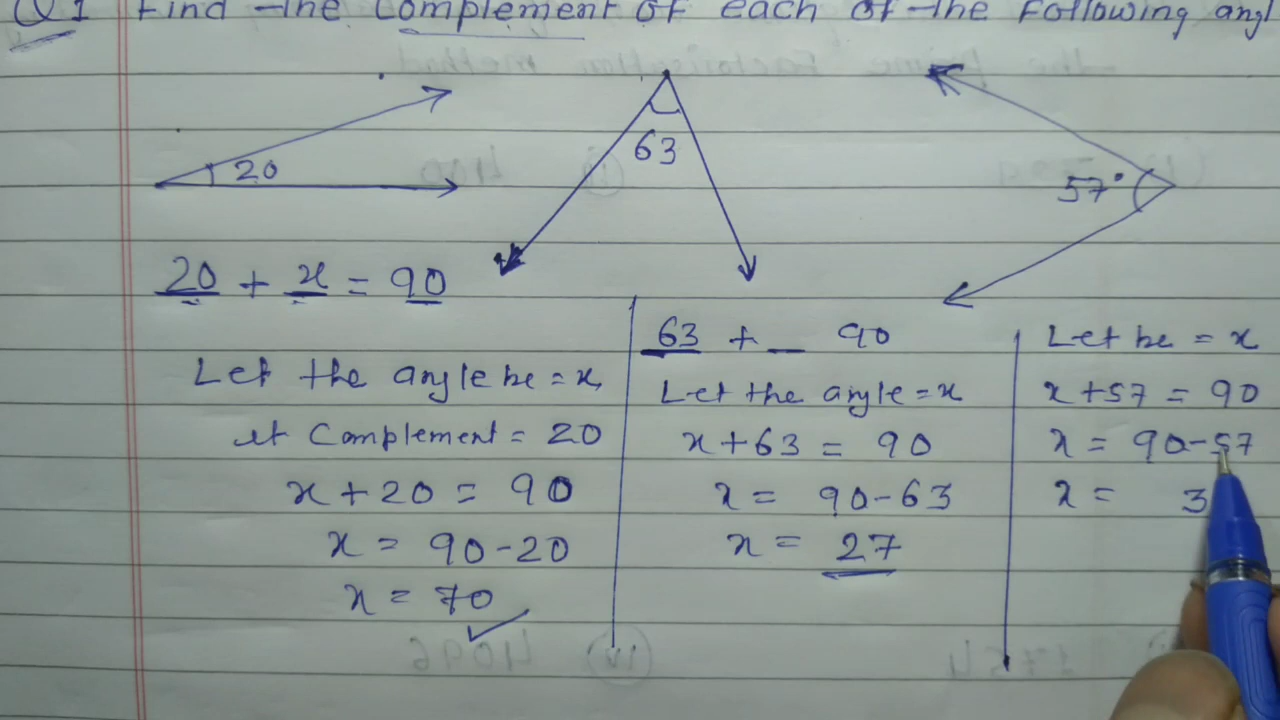 Q1 Find the Complement of each of the following angl
20
63
57°
20 + x = 90
Let the angle be = x,
it Complement = 20
x + 20 = 90
x = 90 - 20
x = 70
63 + _ 90
Let the angle = x
x + 63 = 90
x = 90 - 63
x = 27
Let be = x
x + 57 = 90
x = 90 - 57
x = 3